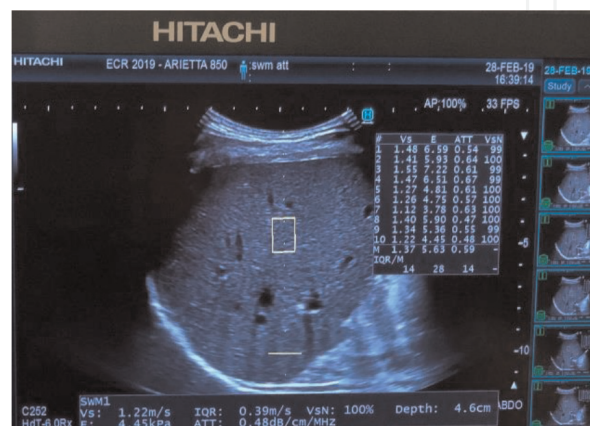 HITACHI
HITACHI ECR 2019 - ARIETTA 850 :swm att : : 28-FEB-19
16:39:14
28-FEB-19
Study
AP:100% 33 FPS
# Vs E ATT VsN
1 1.48 6.59 0.54 99
2 1.41 5.93 0.64 100
3 1.55 7.22 0.61 99
4 1.47 6.51 0.67 99
5 1.27 4.81 0.61 100
6 1.26 4.75 0.57 100
7 1.12 3.78 0.63 100
8 1.40 5.90 0.47 100
9 1.34 5.36 0.55 99
10 1.22 4.45 0.48 100
M 1.37 5.63 0.59 -
IQR/M
14 28 14 -
-5
-10
SWM1
Vs: 1.22m/s IQR: 0.39m/s VsN: 100% Depth: 4.6cm
E: 4.45kPa ATT: 0.48dB/cm/MHz
C252
HdT-6.0Rx
ABDO